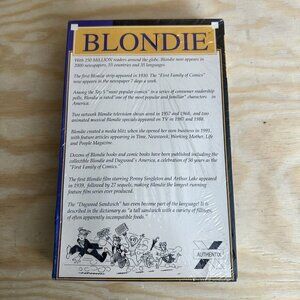 BLONDIE
With 250 MILLION readers around the globe, Blondie now appears in
2000 newspapers, 55 countries and 35 languages.
The first Blondie strip appeared in 1930. The "First Family of Comics"
now appears in the newspaper 7 days a week.
Among the Top 5 "most popular comics" in a series of consumer readership
polls, Blondie is rated "one of the most popular and familiar" characters in
America.
Two network Blondie television shows aired in 1957 and 1968, and two
animated musical Blondie specials appeared on TV in 1987 and 1988.
Blondie created a media blitz when she opened her own business in 1991,
with feature articles appearing in Time, Newsweek, Working Mother, Life
and People Magazine.
Dozens of Blondie books and comic books have been published including the
collectible Blondie and Dagwood's America, a celebration of 50 years as the
"First Family of Comics."
The first Blondie film starring Penny Singleton and Arthur Lake appeared
in 1939, followed by 27 sequels, making Blondie the longest-running
feature film series ever produced.
The "Dagwood Sandwich" has even become part of the language! It is
described in the dictionary as "a tall sandwich with a variety of fillings,
of often apparently incompatible foods."
AUTHENTIX